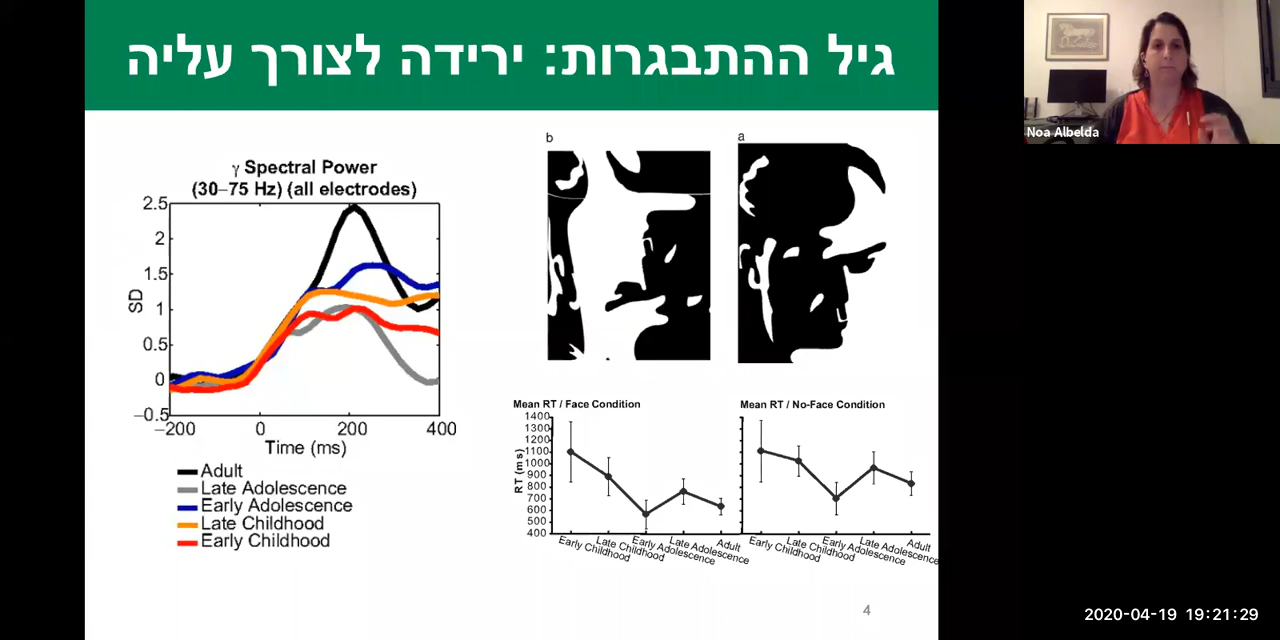 גיל ההתבגרות: ירידה לצורך עליה
γ Spectral Power
(30–75 Hz) (all electrodes)
2.5
2
1.5
1
0.5
0
–0.5
SD
–200
0
200
400
Time (ms)
Adult
Late Adolescence
Early Adolescence
Late Childhood
Early Childhood
b
a
Mean RT / Face Condition
1400
1300
1200
1100
1000
900
800
700
600
500
400
RT (ms)
Early Childhood
Late Childhood
Early Adolescence
Late Adolescence
Adult
Mean RT / No-Face Condition
Early Childhood
Late Childhood
Early Adolescence
Late Adolescence
Adult
4
Noa Albelda
2020-04-19 19:21:29